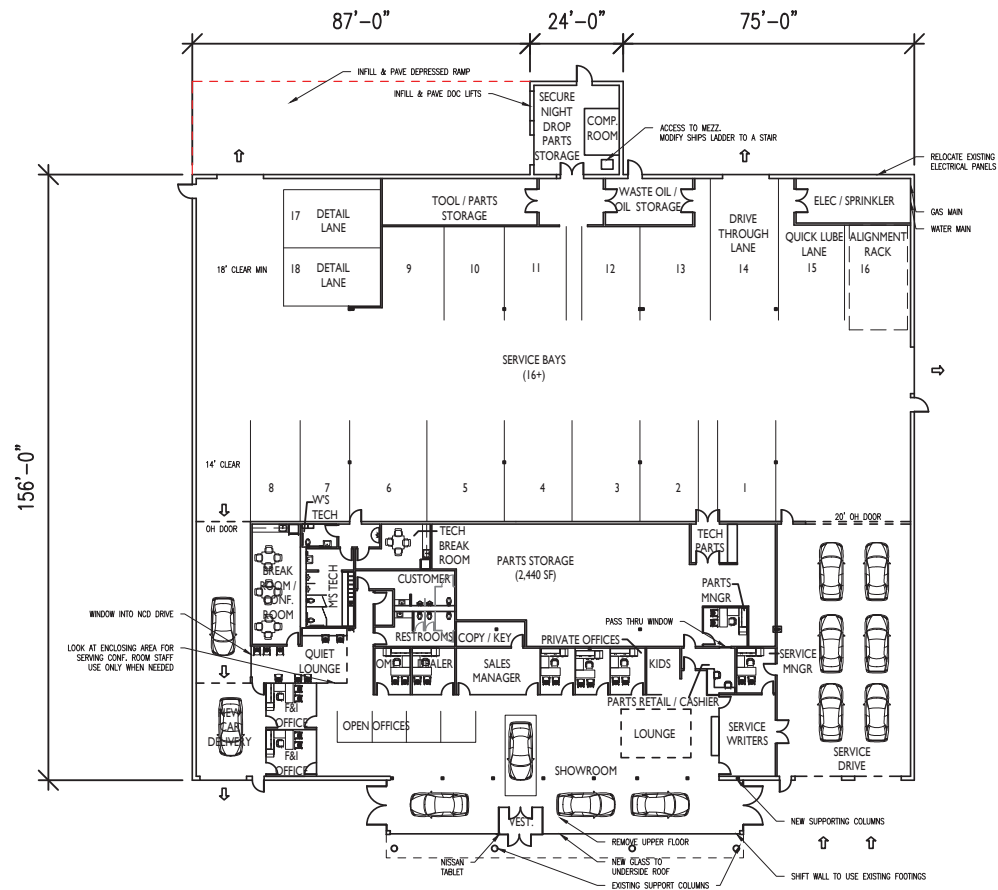 87'-0"
24'-0"
75'-0"
INFILL & PAVE DEPRESSED RAMP
INFILL & PAVE DOC LIFTS
SECURE
NIGHT
DROP
PARTS
STORAGE
COMP.
ROOM
ACCESS TO MEZZ.
MODIFY SHIPS LADDER TO A STAIR
RELOCATE EXISTING
ELECTRICAL PANELS
GAS MAIN
WATER MAIN
17
DETAIL
LANE
18
DETAIL
LANE
TOOL / PARTS
STORAGE
WASTE OIL /
OIL STORAGE
DRIVE
THROUGH
LANE
14
ELEC / SPRINKLER
QUICK LUBE
LANE
15
ALIGNMENT
RACK
16
18' CLEAR MIN
9
10
11
12
13
SERVICE BAYS
(16+)
156'-0"
14' CLEAR
8
7
6
5
4
3
2
1
W'S
TECH
OH DOOR
20' OH DOOR
TECH
BREAK
ROOM
PARTS STORAGE
(2,440 SF)
TECH
PARTS
BREAK
ROOM /
CONF.
ROOM
M'S TECH
CUSTOMER
RESTROOMS
COPY / KEY
PARTS
MNGR
PASS THRU WINDOW
PRIVATE OFFICES
WINDOW INTO NCD DRIVE
LOOK AT ENCLOSING AREA FOR
SERVING CONF. ROOM STAFF
USE ONLY WHEN NEEDED
QUIET
LOUNGE
SALES
MANAGER
KIDS
SERVICE
MNGR
PARTS RETAIL / CASHIER
F&I
OFFICE
F&I
OFFICE
NEW
CAR
DELIVERY
OPEN OFFICES
LOUNGE
SERVICE
WRITERS
SERVICE
DRIVE
SHOWROOM
VEST.
NISSAN
TABLET
REMOVE UPPER FLOOR
NEW GLASS TO
UNDERSIDE ROOF
EXISTING SUPPORT COLUMNS
NEW SUPPORTING COLUMNS
SHIFT WALL TO USE EXISTING FOOTINGS